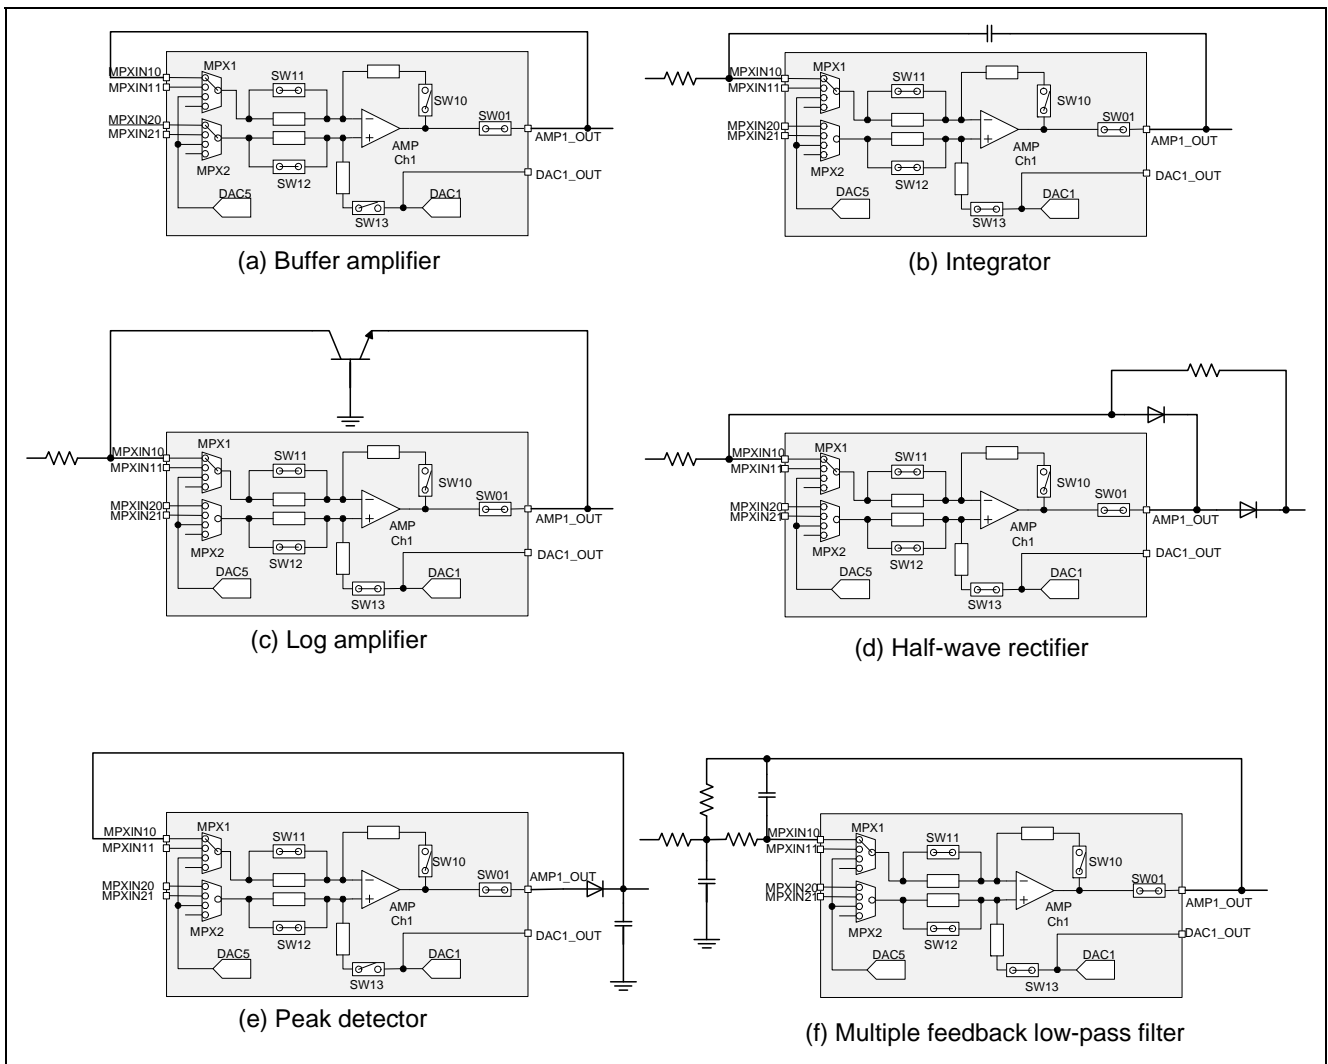 MPXIN10
MPXIN11
MPXIN20
MPXIN21
MPX1
MPX2
SW11
SW12
SW10
SW01
SW13
AMP
Ch1
DAC5
DAC1
AMP1_OUT
DAC1_OUT
(a) Buffer amplifier
MPXIN10
MPXIN11
MPXIN20
MPXIN21
MPX1
MPX2
SW11
SW12
SW10
SW01
SW13
AMP
Ch1
DAC5
DAC1
AMP1_OUT
DAC1_OUT
(b) Integrator
MPXIN10
MPXIN11
MPXIN20
MPXIN21
MPX1
MPX2
SW11
SW12
SW10
SW01
SW13
AMP
Ch1
DAC5
DAC1
AMP1_OUT
DAC1_OUT
(c) Log amplifier
MPXIN10
MPXIN11
MPXIN20
MPXIN21
MPX1
MPX2
SW11
SW12
SW10
SW01
SW13
AMP
Ch1
DAC5
DAC1
AMP1_OUT
DAC1_OUT
(d) Half-wave rectifier
MPXIN10
MPXIN11
MPXIN20
MPXIN21
MPX1
MPX2
SW11
SW12
SW10
SW01
SW13
AMP
Ch1
DAC5
DAC1
AMP1_OUT
DAC1_OUT
(e) Peak detector
MPXIN10
MPXIN11
MPXIN20
MPXIN21
MPX1
MPX2
SW11
SW12
SW10
SW01
SW13
AMP
Ch1
DAC5
DAC1
AMP1_OUT
DAC1_OUT
(f) Multiple feedback low-pass filter